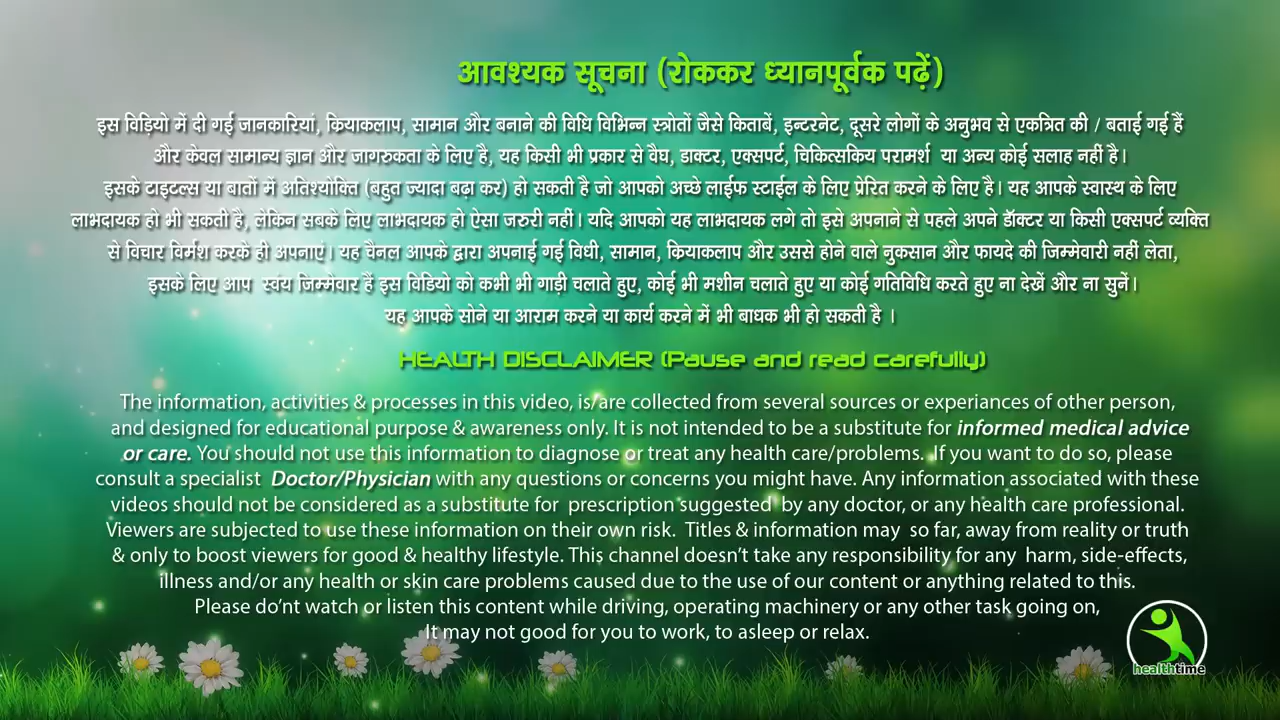 आवश्यक सूचना (रोककर ध्यानपूर्वक पढ़ें)
इस विड़ियो में दी गई जानकारियां, क्रियाकलाप, सामान और बनाने की विधि विभिन्न स्त्रोतों जैसे किताबें, इन्टरनेट, दूसरे लोगों के अनुभव से एकत्रित की / बताई गई हैं
और केवल सामान्य ज्ञान और जागरुकता के लिए है, यह किसी भी प्रकार से वैघ, डाक्टर, एक्सपर्ट, चिकित्सकिय परामर्श या अन्य कोई सलाह नहीं है।
इसके टाइटल्स या बातों में अतिश्योक्ति (बहुत ज्यादा बढ़ा कर) हो सकती है जो आपको अच्छे लाईफ स्टाईल के लिए प्रेरित करने के लिए है। यह आपके स्वास्थ के लिए
लाभदायक हो भी सकती है, लेकिन सबके लिए लाभदायक हो ऐसा जरुरी नहीं। यदि आपको यह लाभदायक लगे तो इसे अपनाने से पहले अपने डॉक्टर या किसी एक्सपर्ट व्यक्ति
से विचार विर्मश करके ही अपनाएं। यह चैनल आपके द्वारा अपनाई गई विधी, सामान, क्रियाकलाप और उससे होने वाले नुकसान और फायदे की जिम्मेवारी नहीं लेता,
इसके लिए आप स्वंय जिम्मेवार हैं इस विडियो को कभी भी गाड़ी चलाते हुए, कोई भी मशीन चलाते हुए या कोई गतिविधि करते हुए ना देखें और ना सुनें।
यह आपके सोने या आराम करने या कार्य करने में भी बाधक भी हो सकती है ।
HEALTH DISCLAIMER (Pause and read carefully)
The information, activities & processes in this video, is/are collected from several sources or experiances of other person,
and designed for educational purpose & awareness only. It is not intended to be a substitute for informed medical advice
or care. You should not use this information to diagnose or treat any health care/problems. If you want to do so, please
consult a specialist Doctor/Physician with any questions or concerns you might have. Any information associated with these
videos should not be considered as a substitute for prescription suggested by any doctor, or any health care professional.
Viewers are subjected to use these information on their own risk. Titles & information may so far, away from reality or truth
& only to boost viewers for good & healthy lifestyle. This channel doesn't take any responsibility for any harm, side-effects,
illness and/or any health or skin care problems caused due to the use of our content or anything related to this.
Please do'nt watch or listen this content while driving, operating machinery or any other task going on,
It may not good for you to work, to asleep or relax.
healthtime